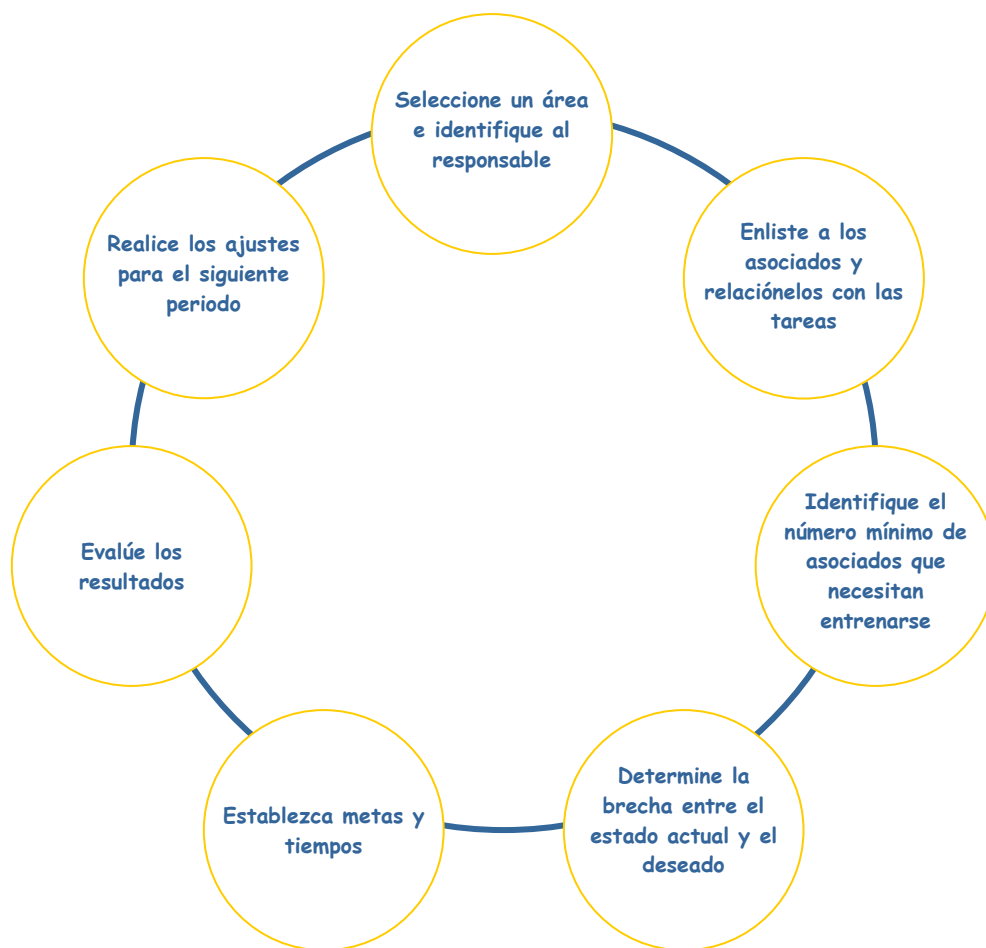 Seleccione un área
e identifique al
responsable
Enliste a los
asociados y
relaciónelos con las
tareas
Identifique el
número mínimo de
asociados que
necesitan
entrenarse
Determine la
brecha entre el
estado actual y el
deseado
Establezca metas y
tiempos
Evalúe los
resultados
Realice los ajustes
para el siguiente
periodo